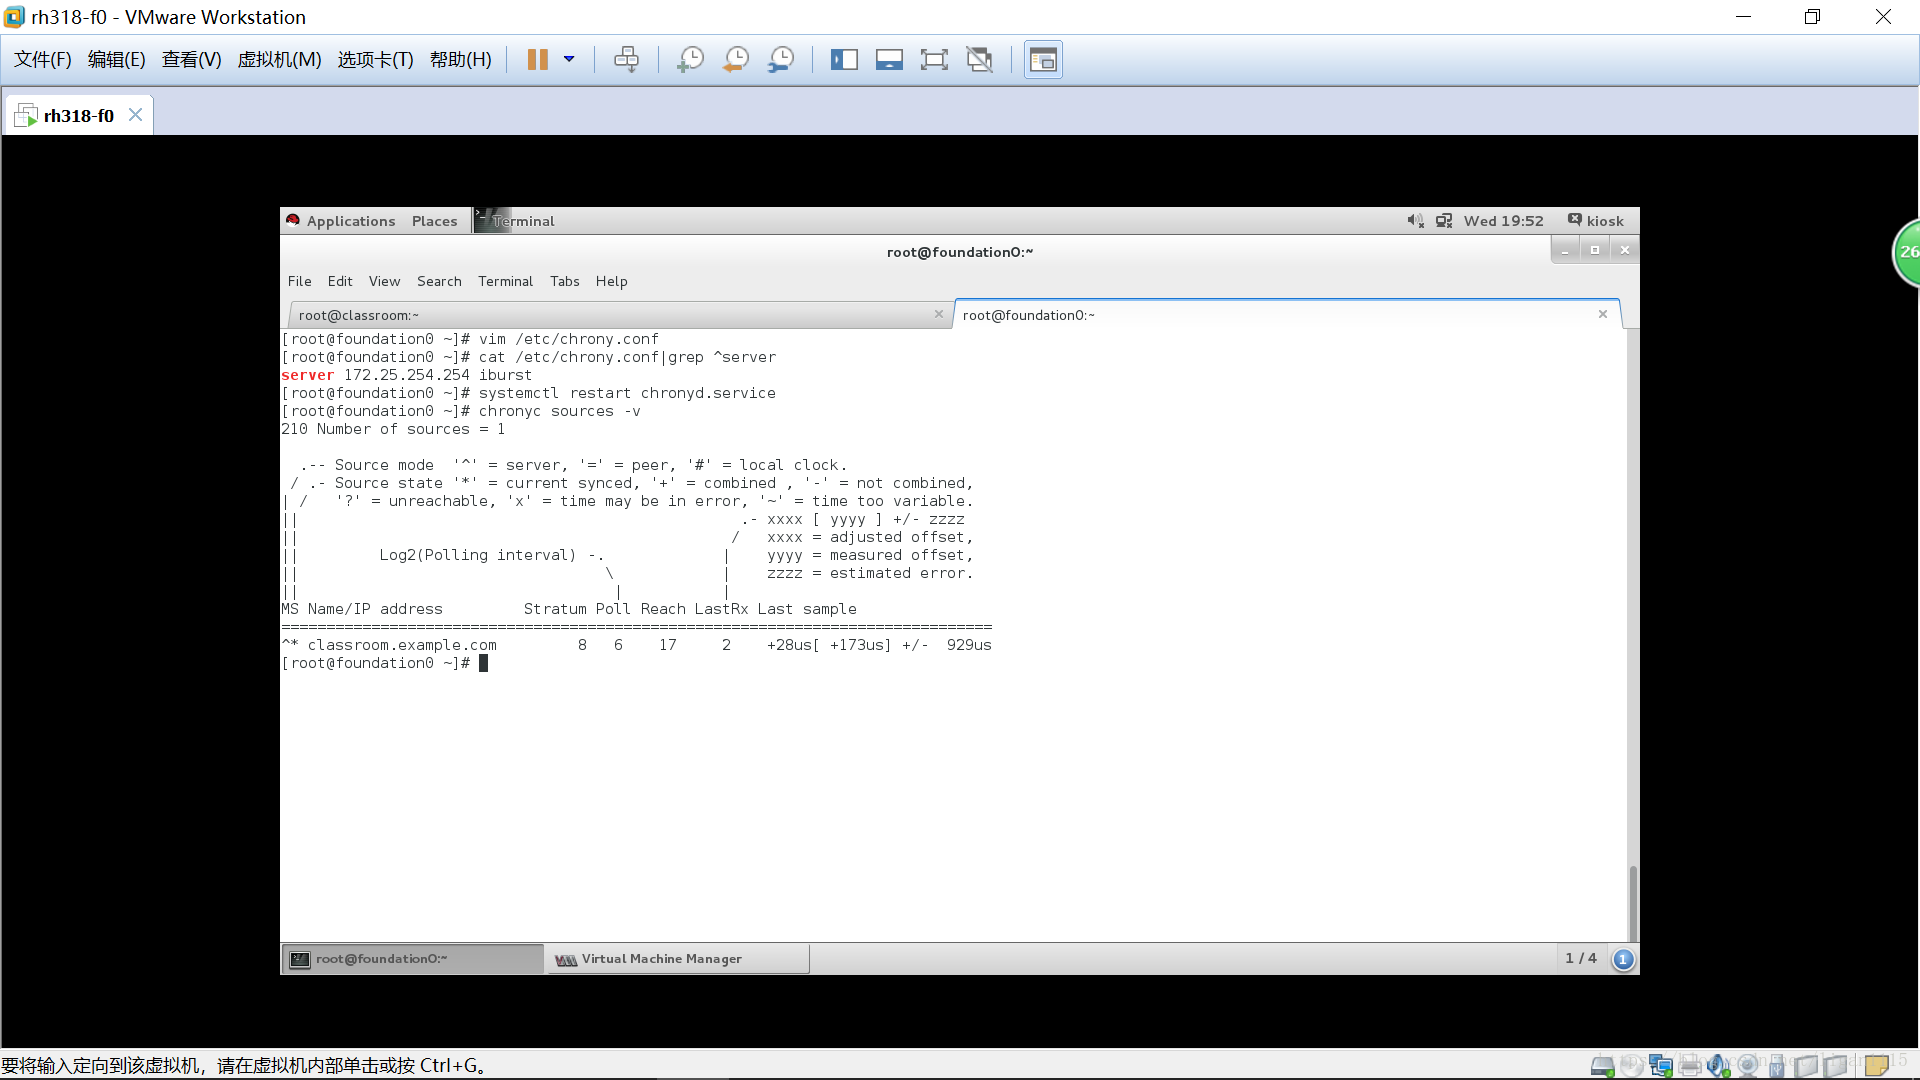 rh318-f0 - VMware Workstation
文件(F) 编辑(E) 查看(V) 虚拟机(M) 选项卡(T) 帮助(H)
rh318-f0
Applications Places Terminal Wed 19:52 kiosk
root@foundation0:~
File Edit View Search Terminal Tabs Help
root@classroom:~ root@foundation0:~
[root@foundation0 ~]# vim /etc/chrony.conf
[root@foundation0 ~]# cat /etc/chrony.conf|grep ^server
server 172.25.254.254 iburst
[root@foundation0 ~]# systemctl restart chronyd.service
[root@foundation0 ~]# chronyc sources -v
210 Number of sources = 1
  .-- Source mode  '^' = server, '=' = peer, '#' = local clock.
 / .- Source state '*' = current synced, '+' = combined , '-' = not combined,
| /   '?' = unreachable, 'x' = time may be in error, '~' = time too variable.
||                                                 .- xxxx [ yyyy ] +/- zzzz
||                                                /   xxxx = adjusted offset,
||         Log2(Polling interval) -.             |    yyyy = measured offset,
||                                  \            |    zzzz = estimated error.
||                                   |           |
MS Name/IP address         Stratum Poll Reach LastRx Last sample
===============================================================================
^* classroom.example.com         8   6    17     2    +28us[ +173us] +/-  929us
[root@foundation0 ~]#
26
root@foundation0:~ Virtual Machine Manager 1 / 4 1
要将输入定向到该虚拟机，请在虚拟机内部单击或按 Ctrl+G。